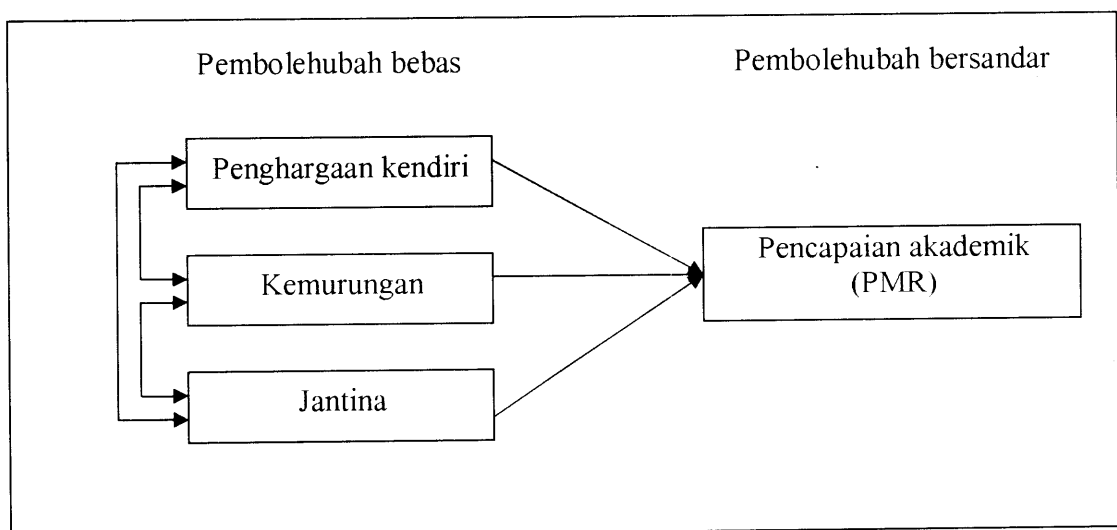 Pembolehubah bebas
Pembolehubah bersandar
Penghargaan kendiri
Kemurungan
Jantina
Pencapaian akademik
(PMR)